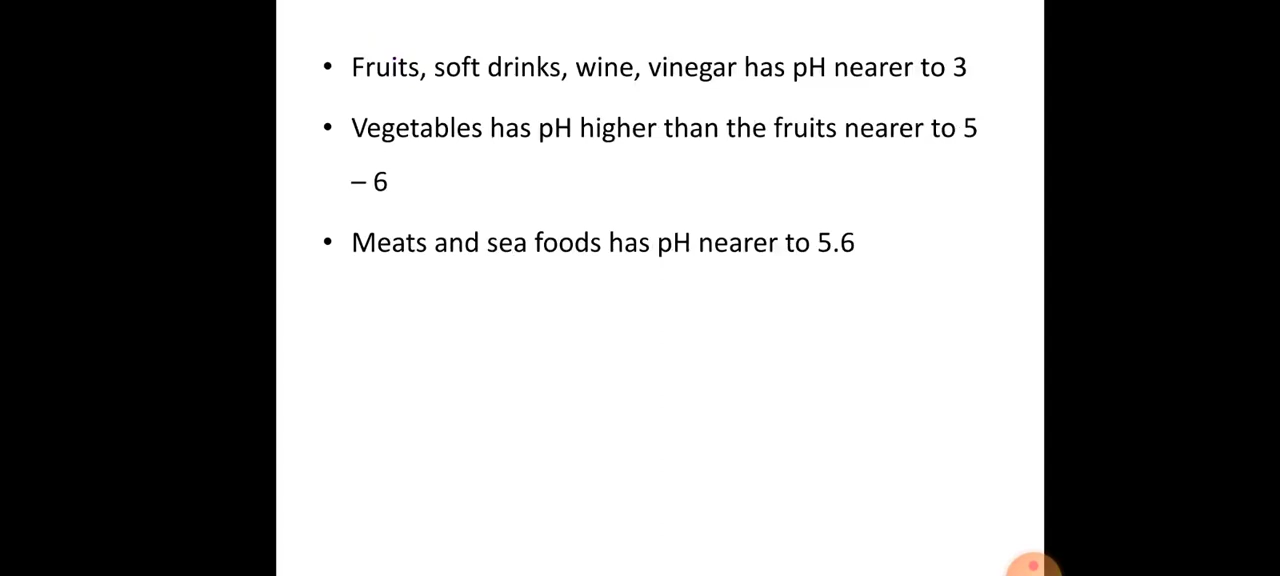 • Fruits, soft drinks, wine, vinegar has pH nearer to 3
• Vegetables has pH higher than the fruits nearer to 5
– 6
• Meats and sea foods has pH nearer to 5.6